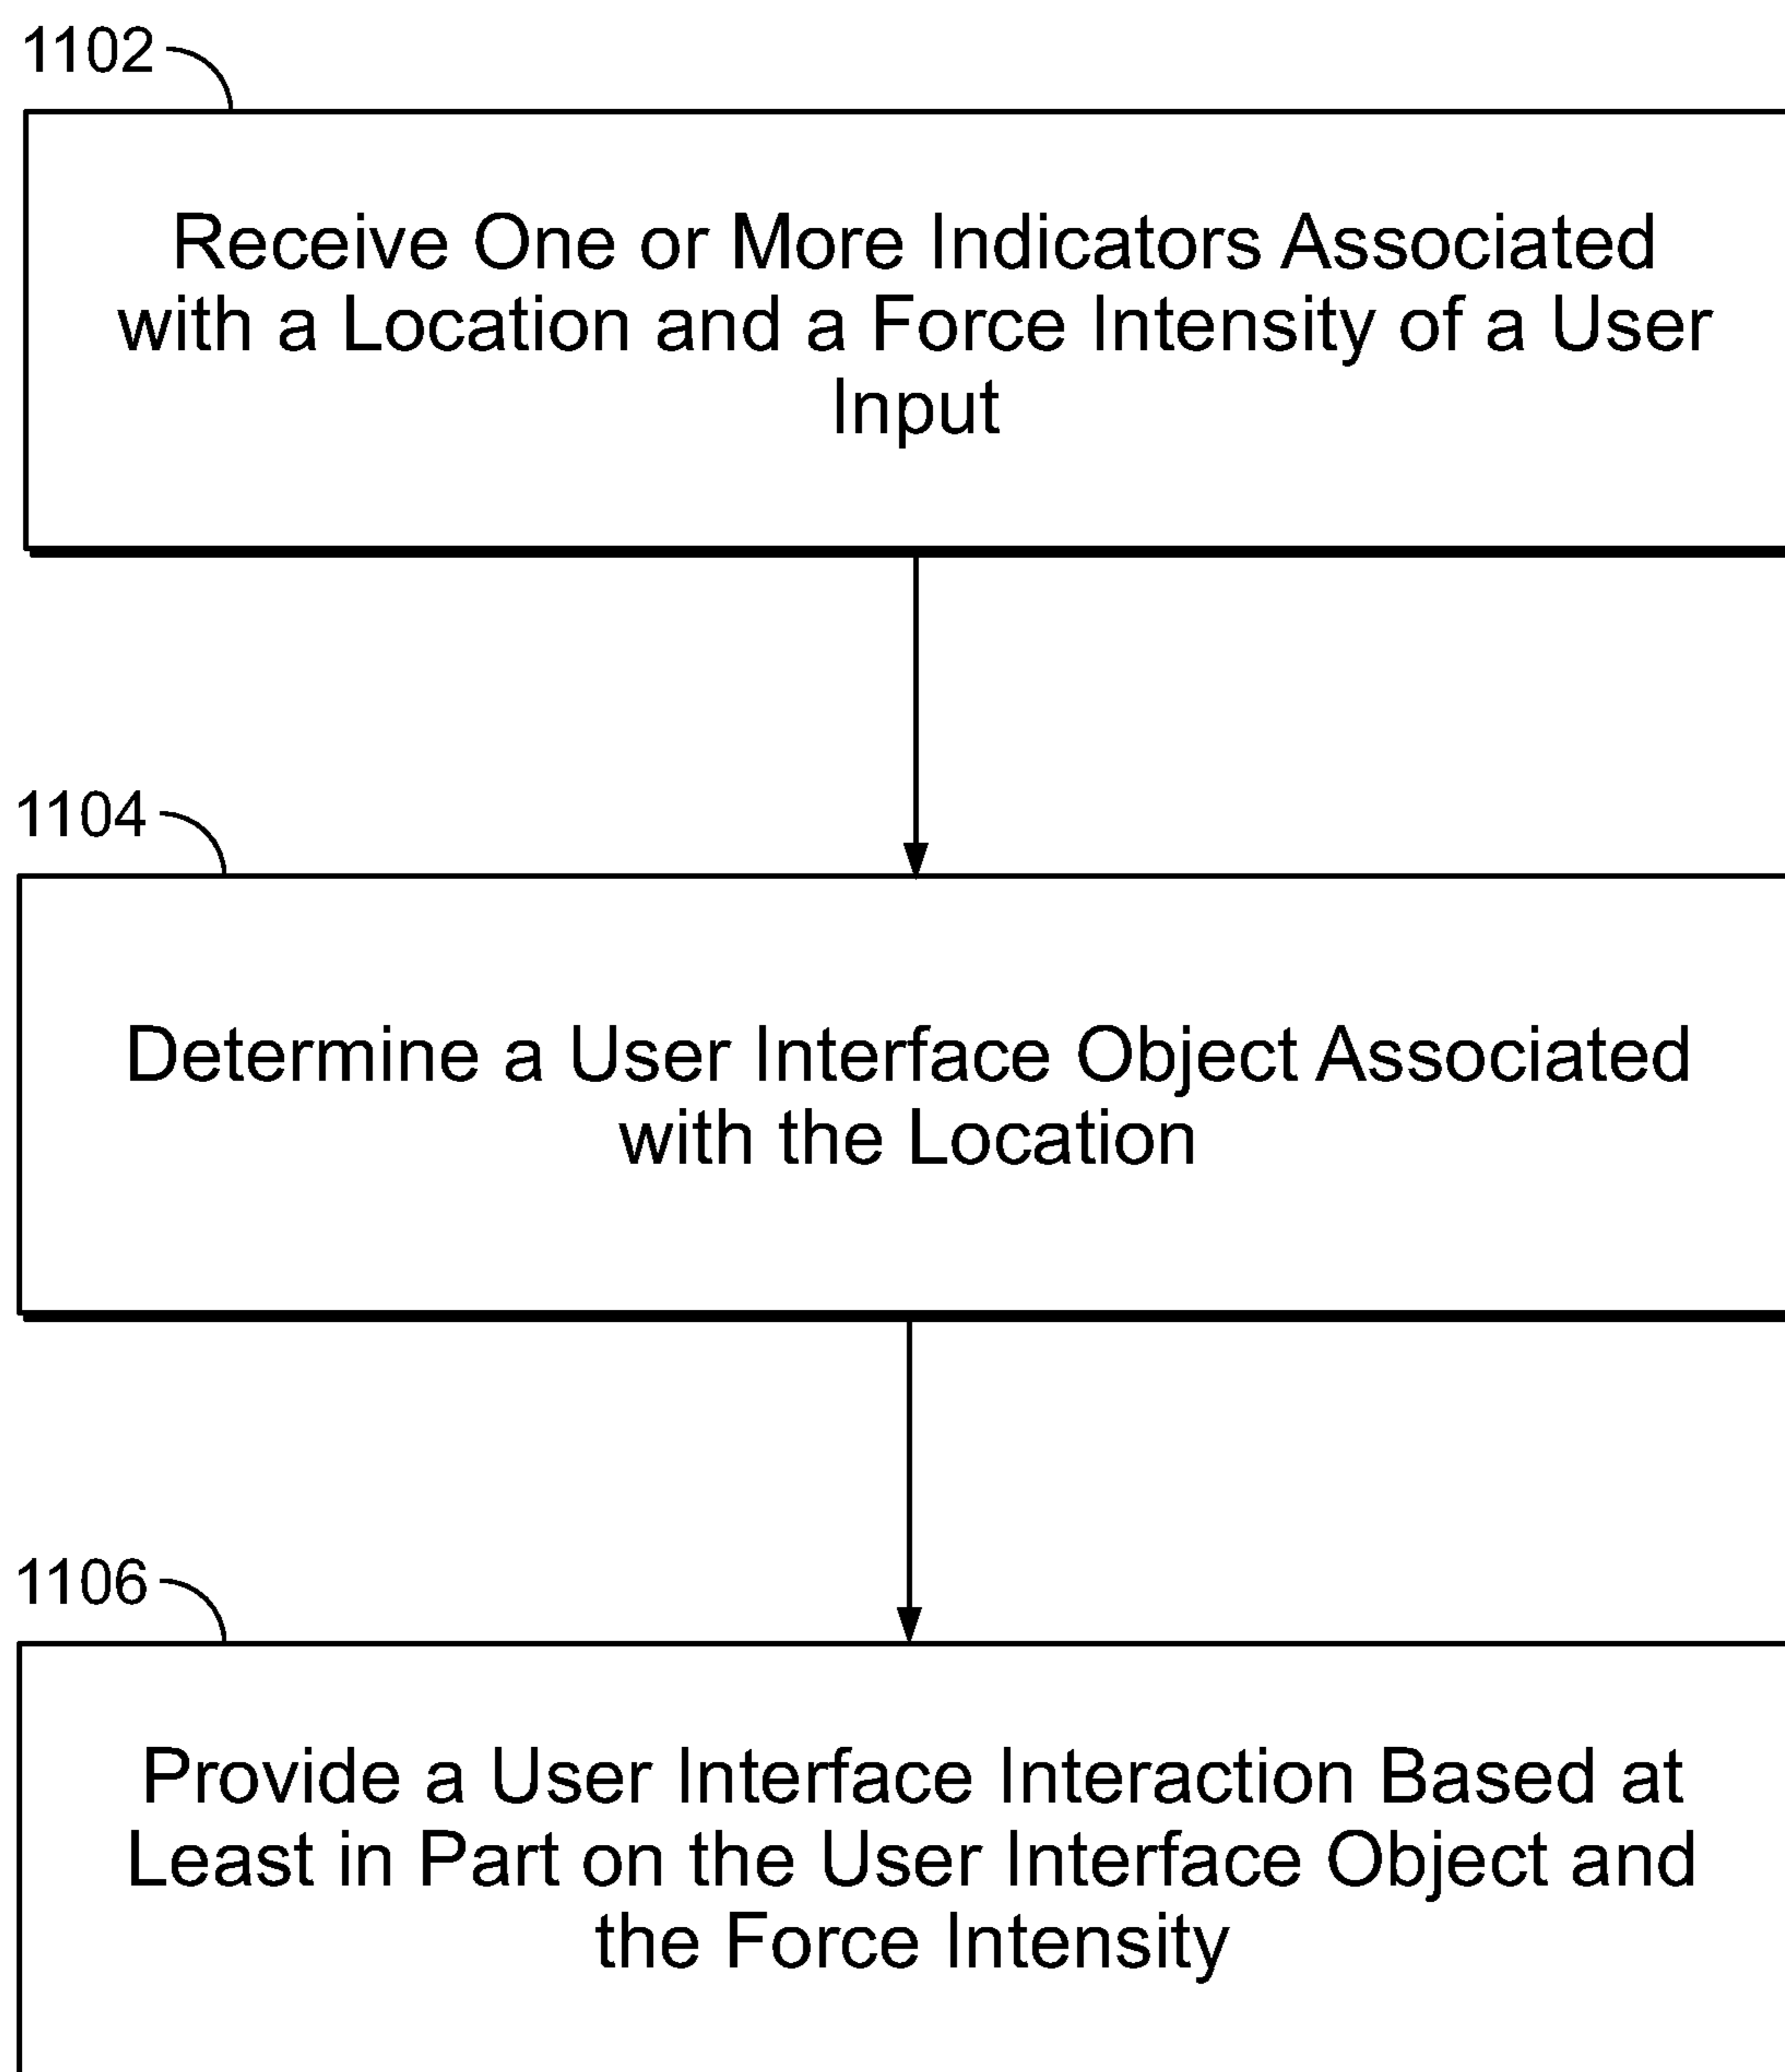 1102
Receive One or More Indicators Associated
with a Location and a Force Intensity of a User
Input
1104
Determine a User Interface Object Associated
with the Location
1106
Provide a User Interface Interaction Based at
Least in Part on the User Interface Object and
the Force Intensity